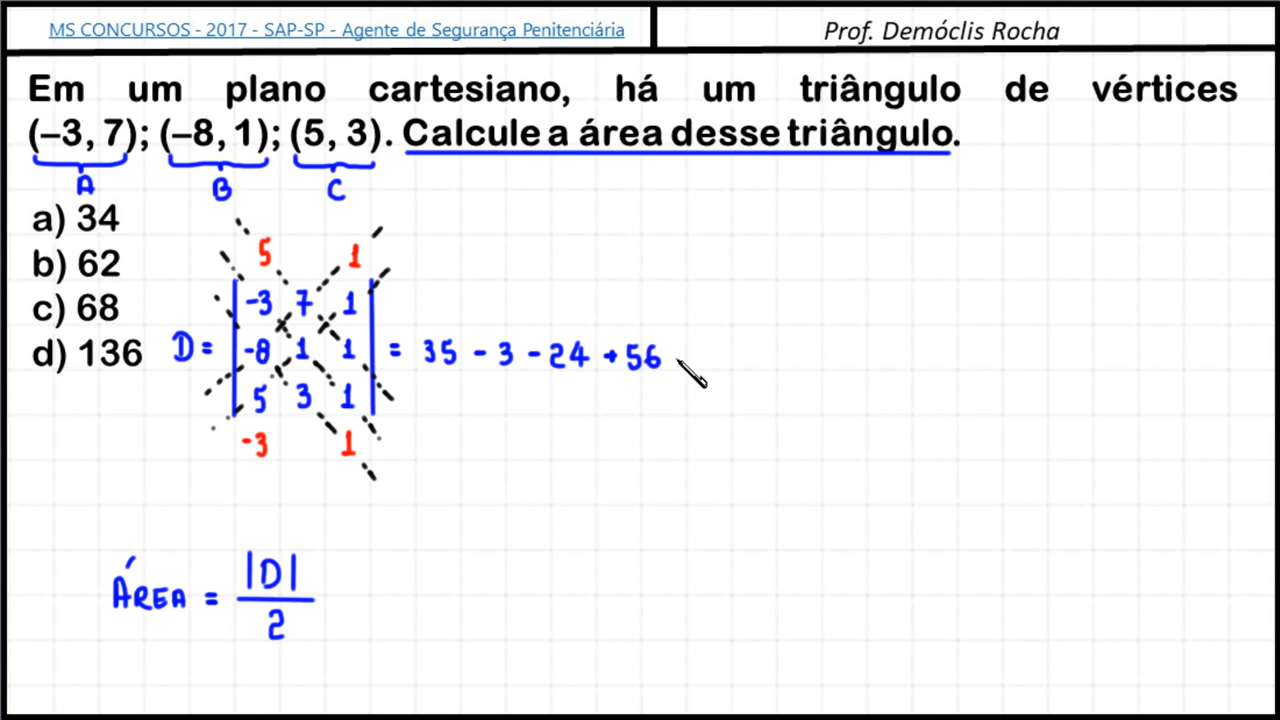 MS CONCURSOS - 2017 - SAP-SP - Agente de Segurança Penitenciária
Prof. Demóclis Rocha
Em um plano cartesiano, há um triângulo de vértices
(–3, 7); (–8, 1); (5, 3). Calcule a área desse triângulo.
A B C
a) 34
b) 62
c) 68
d) 136
5 1
-3 7 1
D = -8 1 1 = 35 - 3 - 24 + 56
5 3 1
-3 1
ÁREA = |D|
2